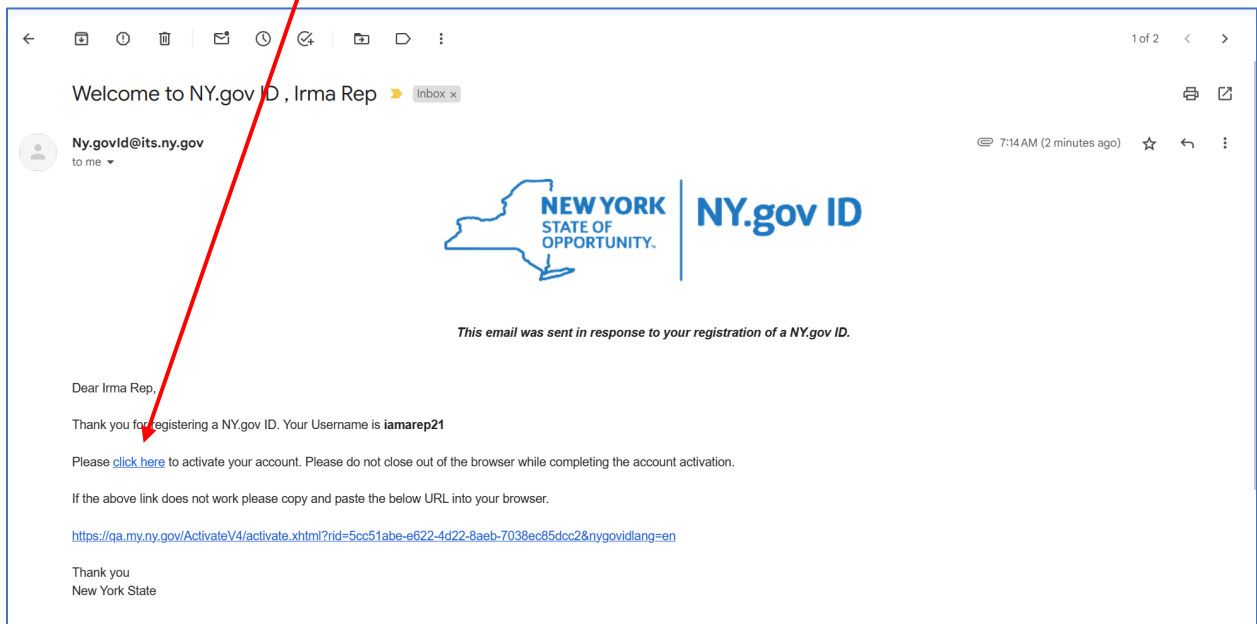 1 of 2
Welcome to NY.gov ID , Irma Rep Inbox x
Ny.govId@its.ny.gov 7:14 AM (2 minutes ago)
to me
NEW YORK
STATE OF
OPPORTUNITY™
NY.gov ID
This email was sent in response to your registration of a NY.gov ID.
Dear Irma Rep,
Thank you for registering a NY.gov ID. Your Username is iamarep21
Please click here to activate your account. Please do not close out of the browser while completing the account activation.
If the above link does not work please copy and paste the below URL into your browser.
https://qa.my.ny.gov/ActivateV4/activate.xhtml?rid=5cc51abe-e622-4d22-8aeb-7038ec85dcc2&nygovidlang=en
Thank you
New York State